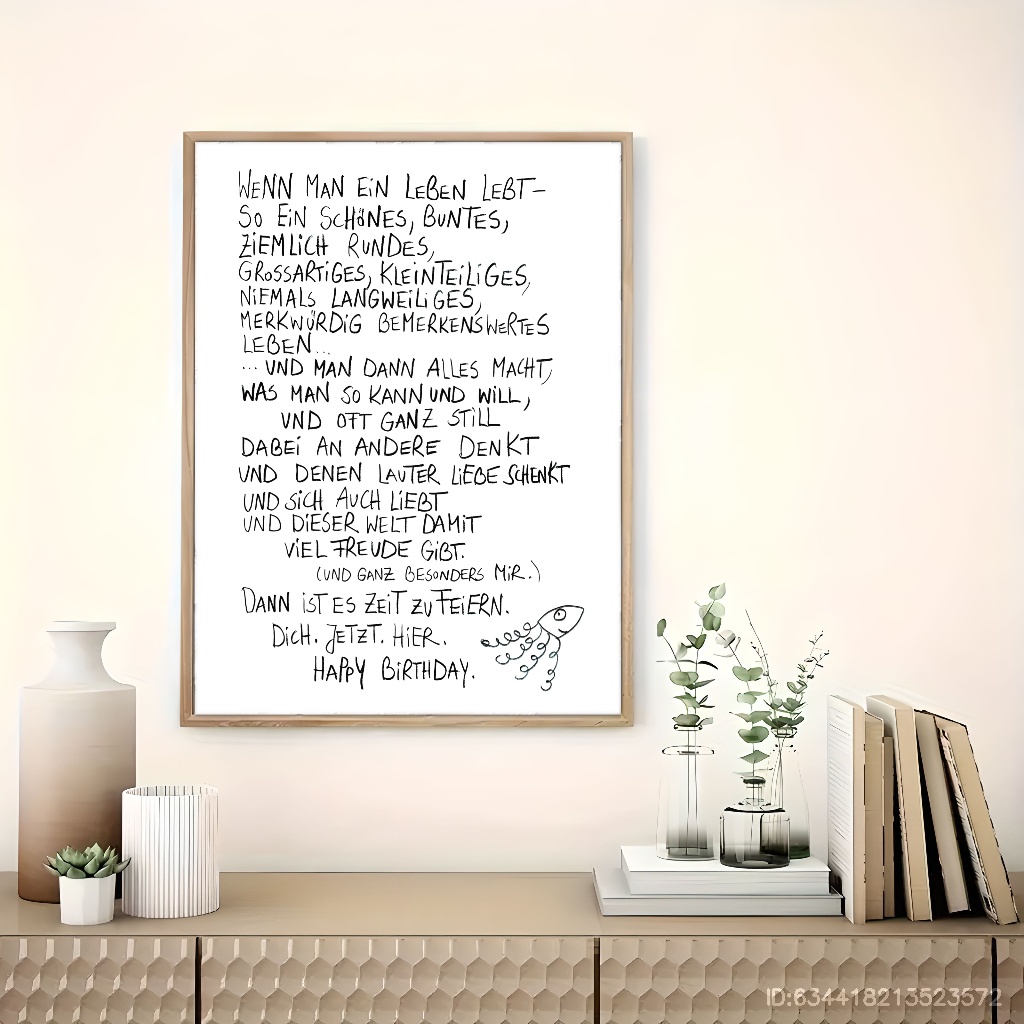 WENN MAN EIN LEBEN LEBT–
SO EIN SCHÖNES, BUNTES,
ZIEMLICH RUNDES,
GROSSARTIGES, KLEINTEILIGES,
NIEMALS LANGWEILIGES,
MERKWÜRDIG BEMERKENSWERTES
LEBEN...
... UND MAN DANN ALLES MACHT,
WAS MAN SO KANN UND WILL,
UND OFT GANZ STILL
DABEI AN ANDERE DENKT
UND DENEN LAUTER LIEBE SCHENKT
UND SICH AUCH LIEBT
UND DIESER WELT DAMIT
VIEL FREUDE GIBT.
(UND GANZ BESONDERS MIR.)
DANN IST ES ZEIT ZU FEIERN.
DICH. JETZT. HIER.
HAPPY BIRTHDAY.
ID:634418213523572